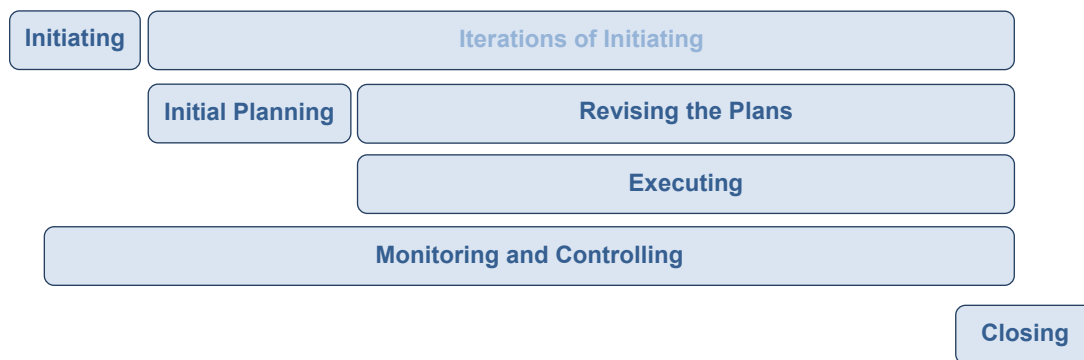 Initiating
Iterations of Initiating
Initial Planning
Revising the Plans
Executing
Monitoring and Controlling
Closing